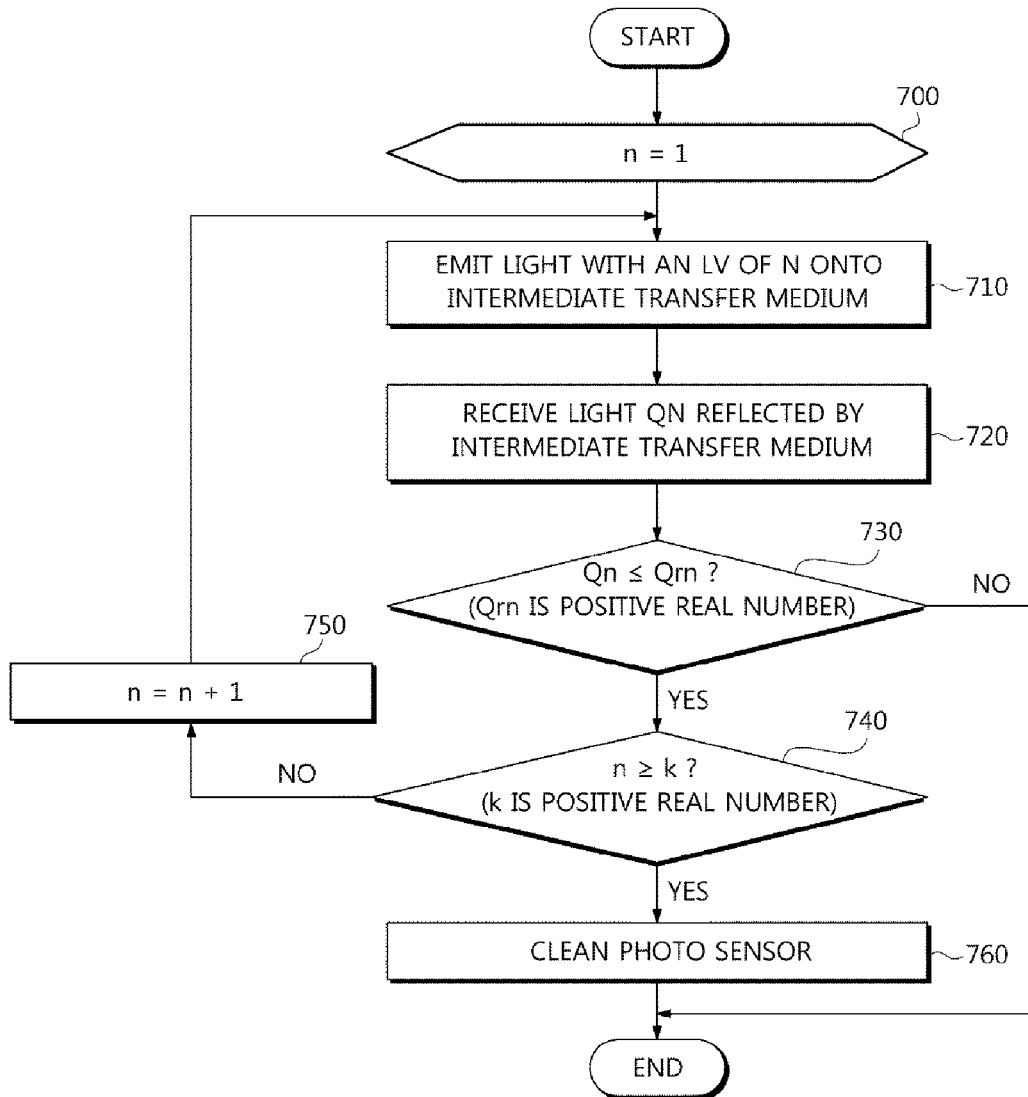 START
700
n = 1
EMIT LIGHT WITH AN LV OF N ONTO
INTERMEDIATE TRANSFER MEDIUM
710
RECEIVE LIGHT QN REFLECTED BY
INTERMEDIATE TRANSFER MEDIUM
720
730
Qn ≤ Qrn ?
(Qrn IS POSITIVE REAL NUMBER)
NO
750
n = n + 1
YES
740
n ≥ k ?
(k IS POSITIVE REAL NUMBER)
NO
YES
CLEAN PHOTO SENSOR
760
END